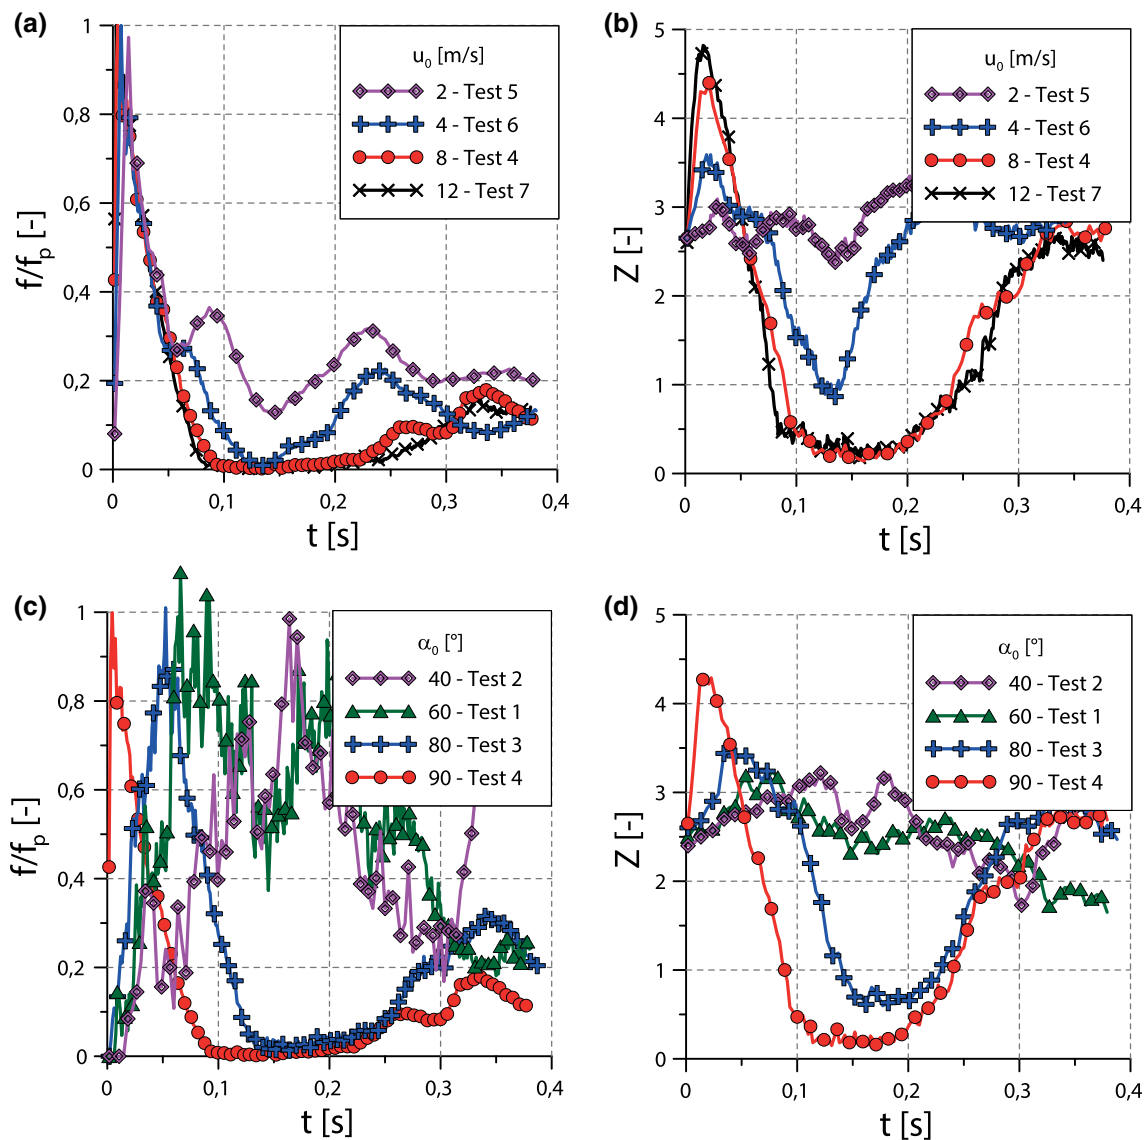 (a)
f/fₚ [-]
1
0,8
0,6
0,4
0,2
0
u₀ [m/s]
2 - Test 5
4 - Test 6
8 - Test 4
12 - Test 7
0
0,1
0,2
0,3
0,4
t [s]
(b)
Z [-]
5
4
3
2
1
0
u₀ [m/s]
2 - Test 5
4 - Test 6
8 - Test 4
12 - Test 7
0
0,1
0,2
0,3
0,4
t [s]
(c)
f/fₚ [-]
1
0,8
0,6
0,4
0,2
0
α₀ [°]
40 - Test 2
60 - Test 1
80 - Test 3
90 - Test 4
0
0,1
0,2
0,3
0,4
t [s]
(d)
Z [-]
5
4
3
2
1
0
α₀ [°]
40 - Test 2
60 - Test 1
80 - Test 3
90 - Test 4
0
0,1
0,2
0,3
0,4
t [s]